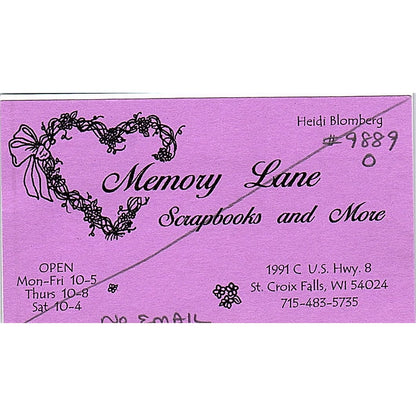 Heidi Blomberg
# 9889
0
Memory Lane
Scrapbooks and More
OPEN
Mon-Fri 10-5
Thurs 10-8
Sat 10-4
1991 C U.S. Hwy. 8
St. Croix Falls, WI 54024
715-483-5735
NO EMAIL